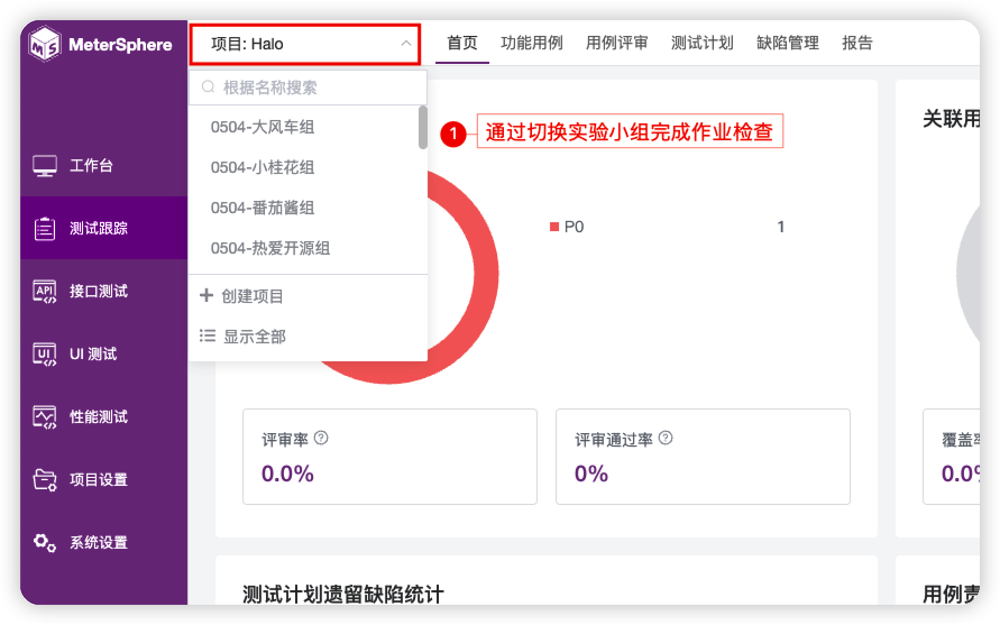 MeterSphere
项目: Halo
首页 功能用例 用例评审 测试计划 缺陷管理 报告
根据名称搜索
0504-大风车组
0504-小桂花组
0504-番茄酱组
0504-热爱开源组
创建项目
显示全部
1 通过切换实验小组完成作业检查
工作台
测试跟踪
API 接口测试
UI UI 测试
性能测试
项目设置
系统设置
P0 1
关联用
评审率
0.0%
评审通过率
0%
覆盖率
0.0%
测试计划遗留缺陷统计
用例责